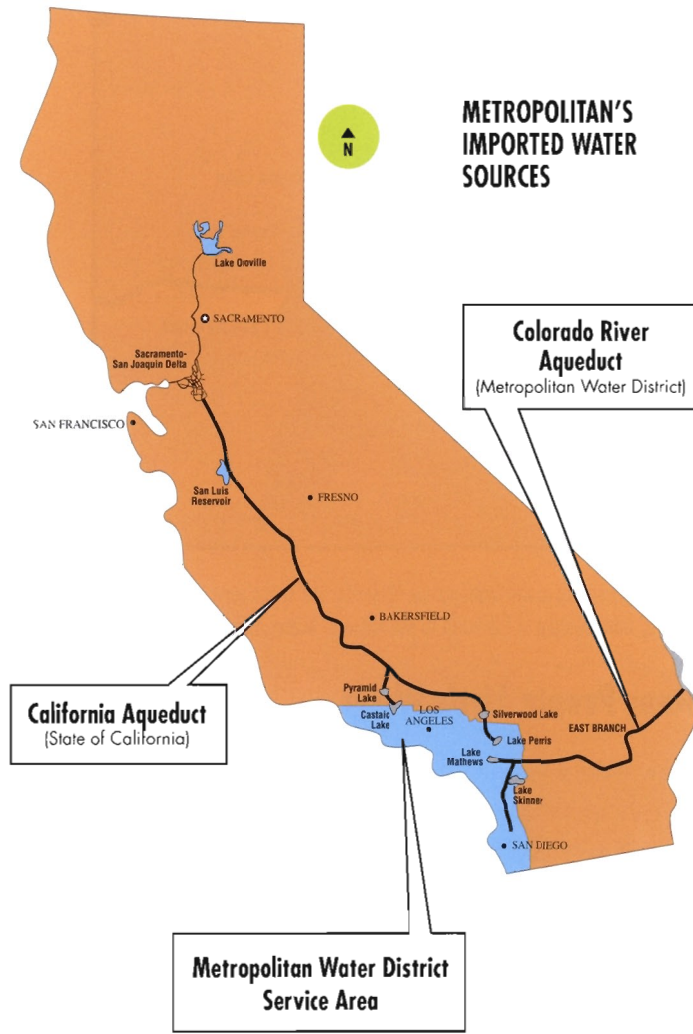 METROPOLITAN'S
IMPORTED WATER
SOURCES
N
Lake Oroville
SACRAMENTO
Sacramento-
San Joaquin Delta
Colorado River
Aqueduct
(Metropolitan Water District)
SAN FRANCISCO
San Luis
Reservoir
FRESNO
BAKERSFIELD
California Aqueduct
(State of California)
Pyramid
Lake
Castaic
Lake
LOS
ANGELES
Silverwood Lake
EAST BRANCH
Lake Perris
Lake
Mathews
Lake
Skinner
SAN DIEGO
Metropolitan Water District
Service Area